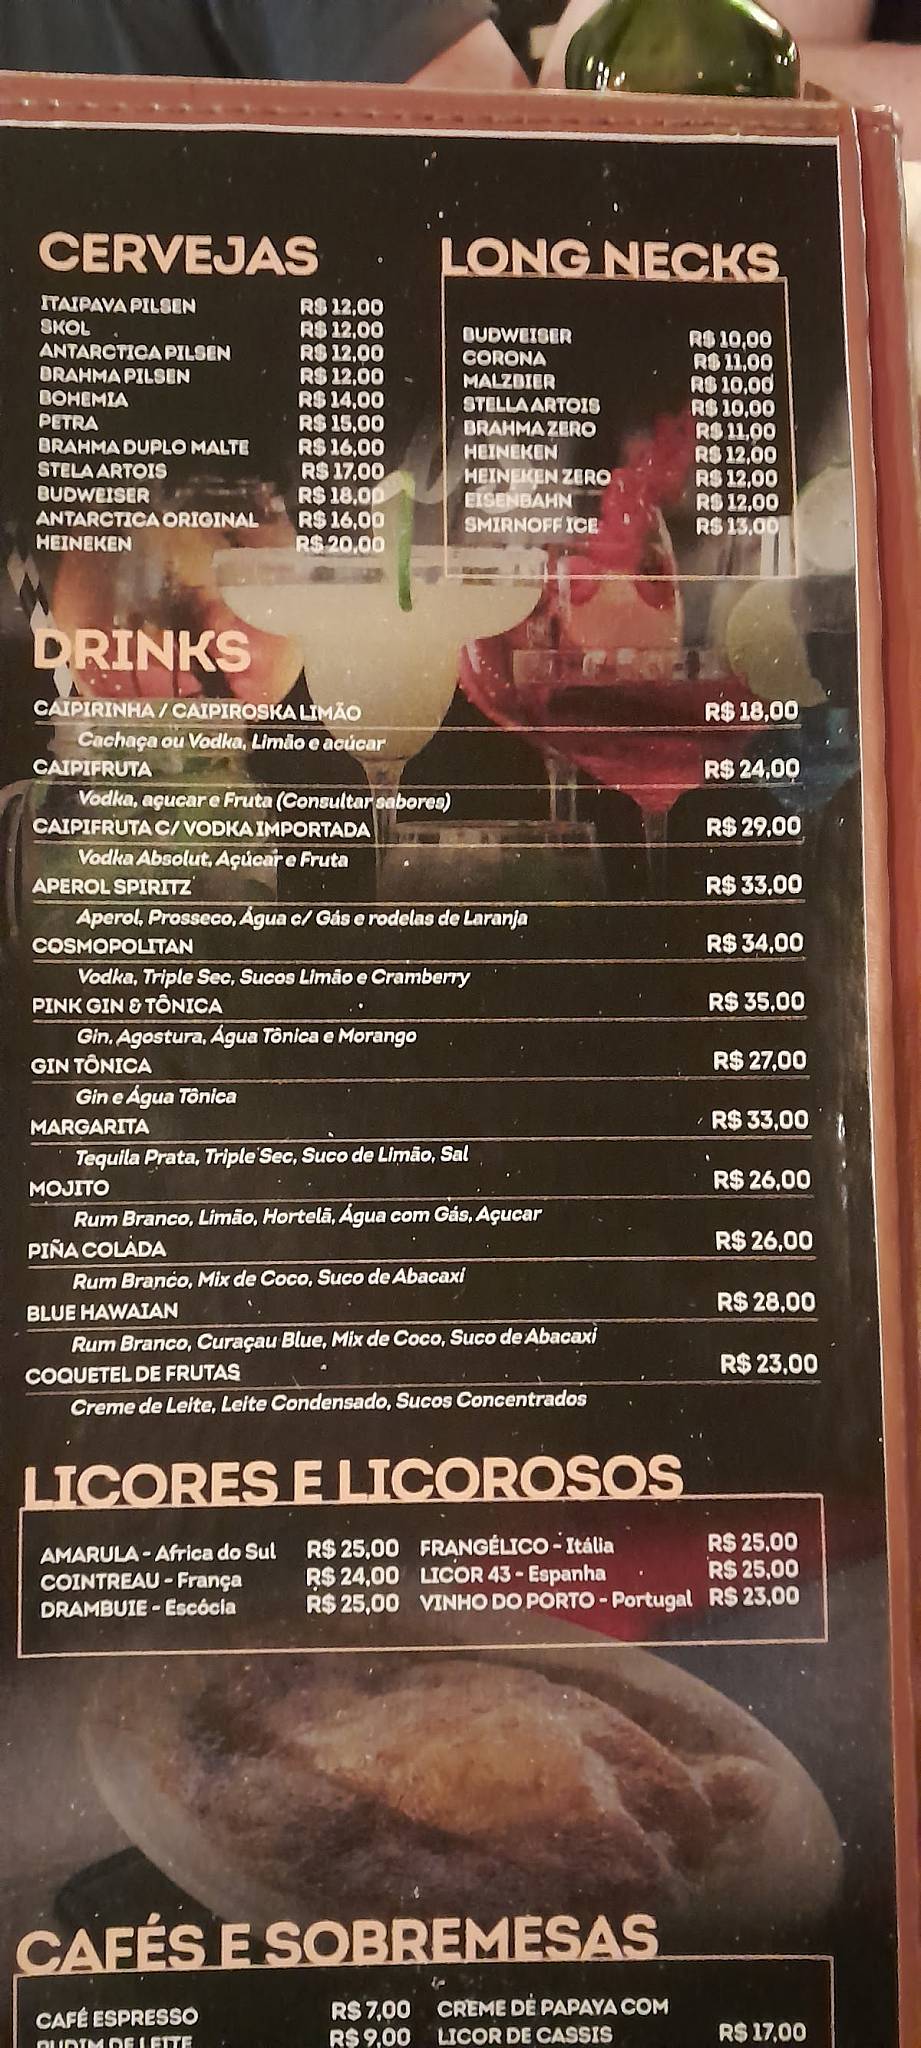 CERVEJAS
ITAIPAVA PILSEN R$ 12,00
SKOL R$ 12,00
ANTARCTICA PILSEN R$ 12,00
BRAHMA PILSEN R$ 12,00
BOHEMIA R$ 14,00
PETRA R$ 15,00
BRAHMA DUPLO MALTE R$ 16,00
STELA ARTOIS R$ 17,00
BUDWEISER R$ 18,00
ANTARCTICA ORIGINAL R$ 16,00
HEINEKEN R$ 20,00
LONG NECKS
BUDWEISER R$ 10,00
CORONA R$ 11,00
MALZBIER R$ 10,00
STELLA ARTOIS R$ 10,00
BRAHMA ZERO R$ 11,00
HEINEKEN R$ 12,00
HEINEKEN ZERO R$ 12,00
EISENBAHN R$ 12,00
SMIRNOFF ICE R$ 13,00
DRINKS
CAIPIRINHA / CAIPIROSKA LIMÃO R$ 18,00
Cachaça ou Vodka, Limão e acúcar
CAIPIFRUTA R$ 24,00
Vodka, açucar e Fruta (Consultar sabores)
CAIPIFRUTA C/ VODKA IMPORTADA R$ 29,00
Vodka Absolut, Açúcar e Fruta
APEROL SPIRITZ R$ 33,00
Aperol, Prosseco, Água c/ Gás e rodelas de Laranja
COSMOPOLITAN R$ 34,00
Vodka, Triple Sec, Sucos Limão e Cramberry
PINK GIN & TÔNICA R$ 35,00
Gin, Agostura, Água Tônica e Morango
GIN TÔNICA R$ 27,00
Gin e Água Tônica
MARGARITA R$ 33,00
Tequila Prata, Triple Sec, Suco de Limão, Sal
MOJITO R$ 26,00
Rum Branco, Limão, Hortelã, Água com Gás, Açucar
PIÑA COLADA R$ 26,00
Rum Branco, Mix de Coco, Suco de Abacaxi
BLUE HAWAIAN R$ 28,00
Rum Branco, Curaçau Blue, Mix de Coco, Suco de Abacaxi
COQUETEL DE FRUTAS R$ 23,00
Creme de Leite, Leite Condensado, Sucos Concentrados
LICORES E LICOROSOS
AMARULA - Africa do Sul R$ 25,00 FRANGÉLICO - Itália R$ 25,00
COINTREAU - França R$ 24,00 LICOR 43 - Espanha R$ 25,00
DRAMBUIE - Escócia R$ 25,00 VINHO DO PORTO - Portugal R$ 23,00
CAFÉS E SOBREMESAS
CAFÉ ESPRESSO R$ 7,00 CREME DE PAPAYA COM
PUDIM DE LEITE R$ 9,00 LICOR DE CASSIS R$ 17,00